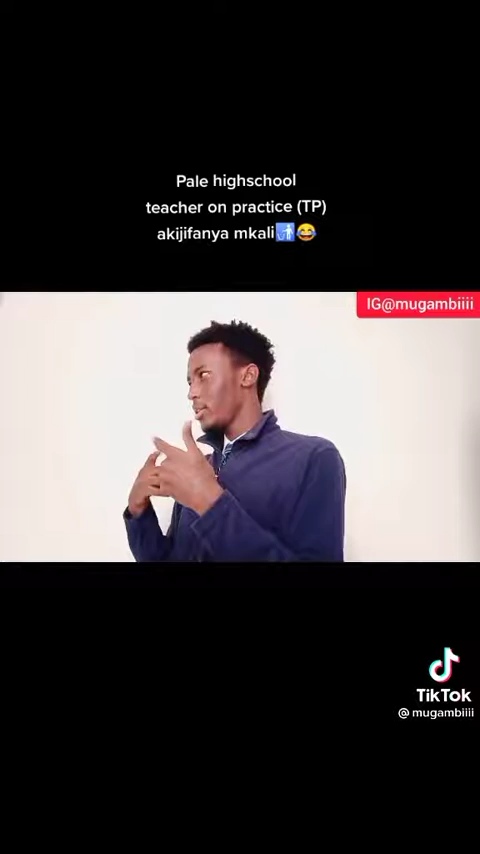 Pale highschool
teacher on practice (TP)
akijifanya mkali🚮😂
IG@mugambiiii
TikTok
@mugambiiii